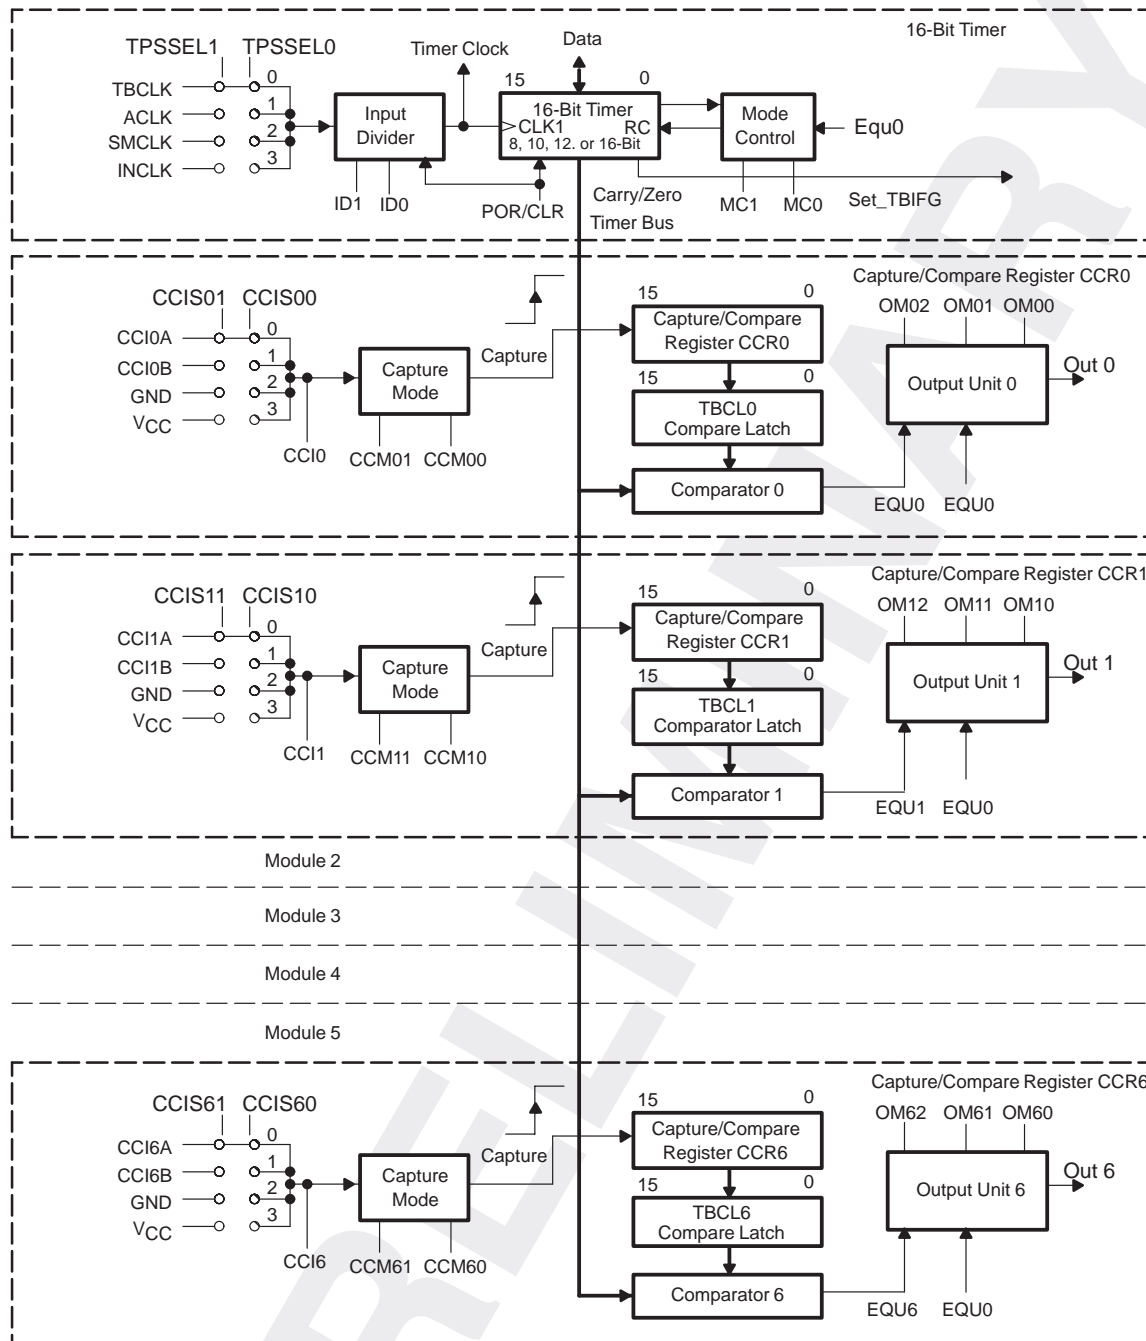 16-Bit Timer
TPSSEL1 TPSSEL0
Timer Clock
Data
TBCLK
ACLK
SMCLK
INCLK
0
1
2
3
Input
Divider
ID1 ID0
15 0
16-Bit Timer
CLK1 RC
8, 10, 12. or 16-Bit
POR/CLR
Carry/Zero
Timer Bus
Mode
Control
Equ0
MC1 MC0
Set_TBIFG
Capture/Compare Register CCR0
CCIS01 CCIS00
CCI0A
CCI0B
GND
VCC
0
1
2
3
CCI0
Capture
Mode
CCM01 CCM00
Capture
15 0
Capture/Compare
Register CCR0
15 0
TBCL0
Compare Latch
Comparator 0
OM02 OM01 OM00
Output Unit 0
Out 0
EQU0 EQU0
Capture/Compare Register CCR1
CCIS11 CCIS10
CCI1A
CCI1B
GND
VCC
0
1
2
3
CCI1
Capture
Mode
CCM11 CCM10
Capture
15 0
Capture/Compare
Register CCR1
15 0
TBCL1
Comparator Latch
Comparator 1
OM12 OM11 OM10
Output Unit 1
Out 1
EQU1 EQU0
Module 2
Module 3
Module 4
Module 5
Capture/Compare Register CCR6
CCIS61 CCIS60
CCI6A
CCI6B
GND
VCC
0
1
2
3
CCI6
Capture
Mode
CCM61 CCM60
Capture
15 0
Capture/Compare
Register CCR6
15 0
TBCL6
Compare Latch
Comparator 6
OM62 OM61 OM60
Output Unit 6
Out 6
EQU6 EQU0
RELIMINARY